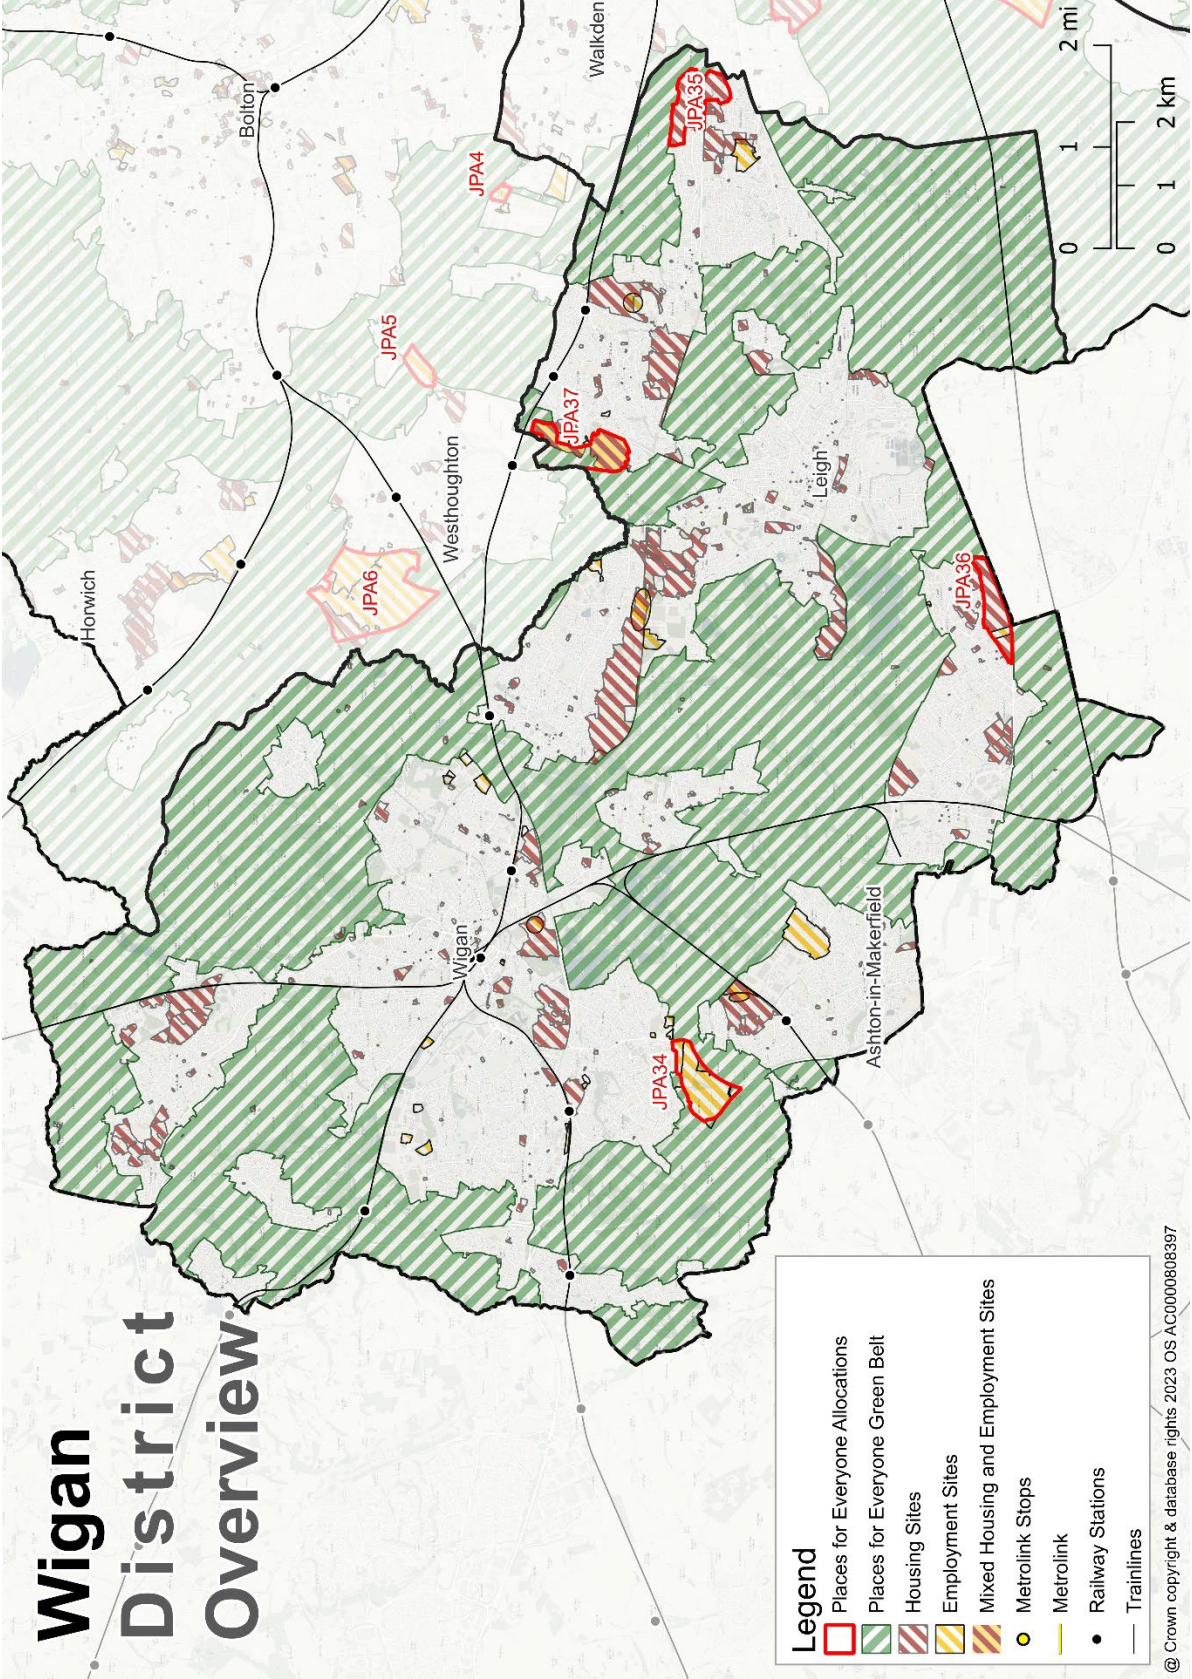 Wigan
District
Overview
Horwich
Bolton
Walkden
JPA4
JPA5
JPA6
Westhoughton
JPA35
JPA37
Leigh
JPA36
Wigan
JPA34
Ashton-in-Makerfield
0 1 2 mi
0 1 2 km
Legend
Places for Everyone Allocations
Places for Everyone Green Belt
Housing Sites
Employment Sites
Mixed Housing and Employment Sites
Metrolink Stops
Metrolink
Railway Stations
Trainlines
@ Crown copyright & database rights 2023 OS AC0000808397